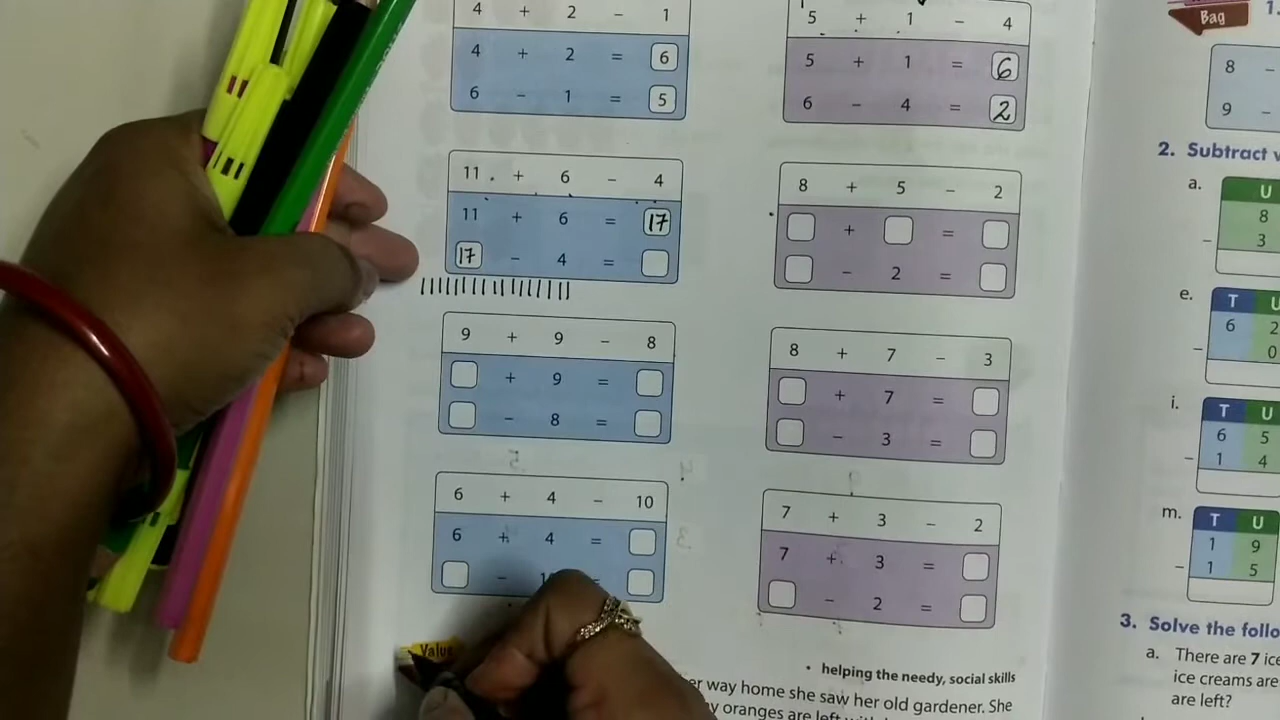 4 + 2 – 1
4 + 2 = 6
6 – 1 = 5
5 + 1 – 4
5 + 1 = 6
6 – 4 = 2
11 + 6 – 4
11 + 6 = 17
17 – 4 =
8 + 5 – 2
+ =
– 2 =
9 + 9 – 8
+ 9 =
– 8 =
8 + 7 – 3
+ 7 =
– 3 =
6 + 4 – 10
6 + 4 =
–
7 + 3 – 2
7 + 3 =
– 2 =
Value
• helping the needy, social skills
way home she saw her old gardener. She
oranges are left
Bag
1.
8 –
9 –
2. Subtract
a.
U
8
– 3
e.
T U
6 2
– 0
i.
T U
6 5
– 1 4
m.
T U
1 9
– 1 5
3. Solve the
a. There are 7
ice creams are
are left?